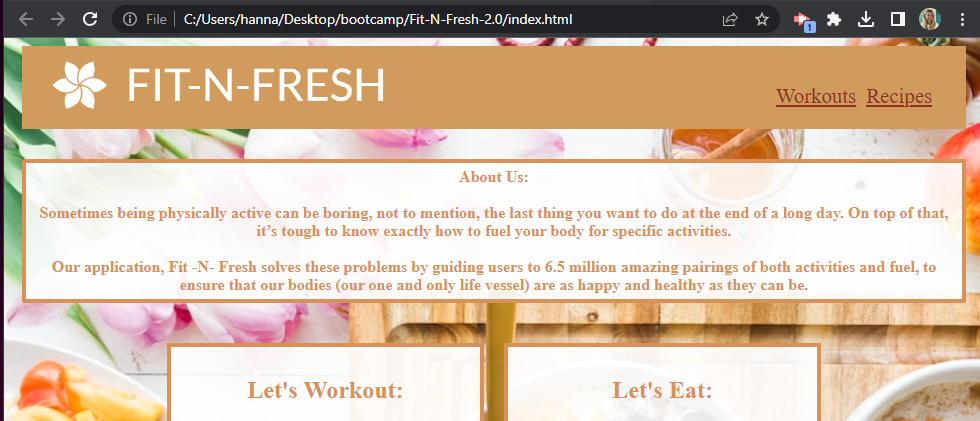 File | C:/Users/hanna/Desktop/bootcamp/Fit-N-Fresh-2.0/index.html
1
FIT-N-FRESH
Workouts Recipes
About Us:
Sometimes being physically active can be boring, not to mention, the last thing you want to do at the end of a long day. On top of that,
it’s tough to know exactly how to fuel your body for specific activities.
Our application, Fit -N- Fresh solves these problems by guiding users to 6.5 million amazing pairings of both activities and fuel, to
ensure that our bodies (our one and only life vessel) are as happy and healthy as they can be.
Let's Workout: Let's Eat: